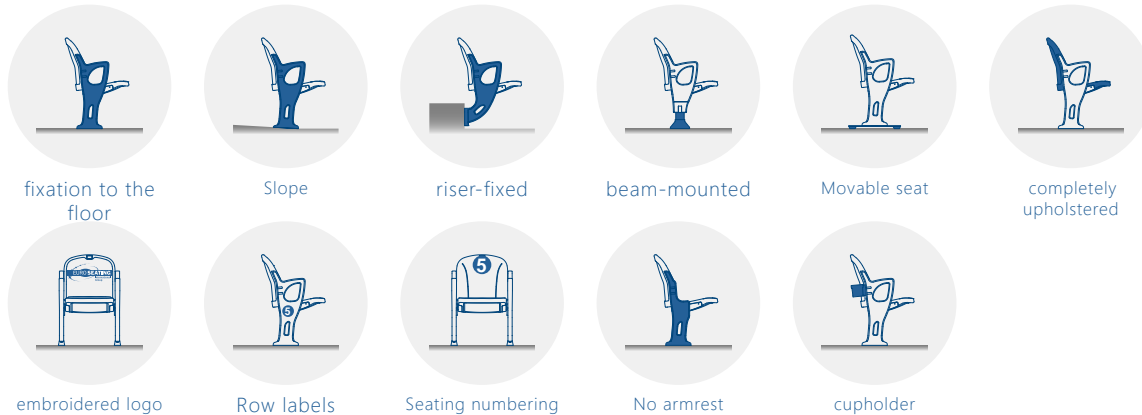 fixation to the
floor
Slope
riser-fixed
beam-mounted
Movable seat
completely
upholstered
EUROSEATING
5
5
embroidered logo
Row labels
Seating numbering
No armrest
cupholder